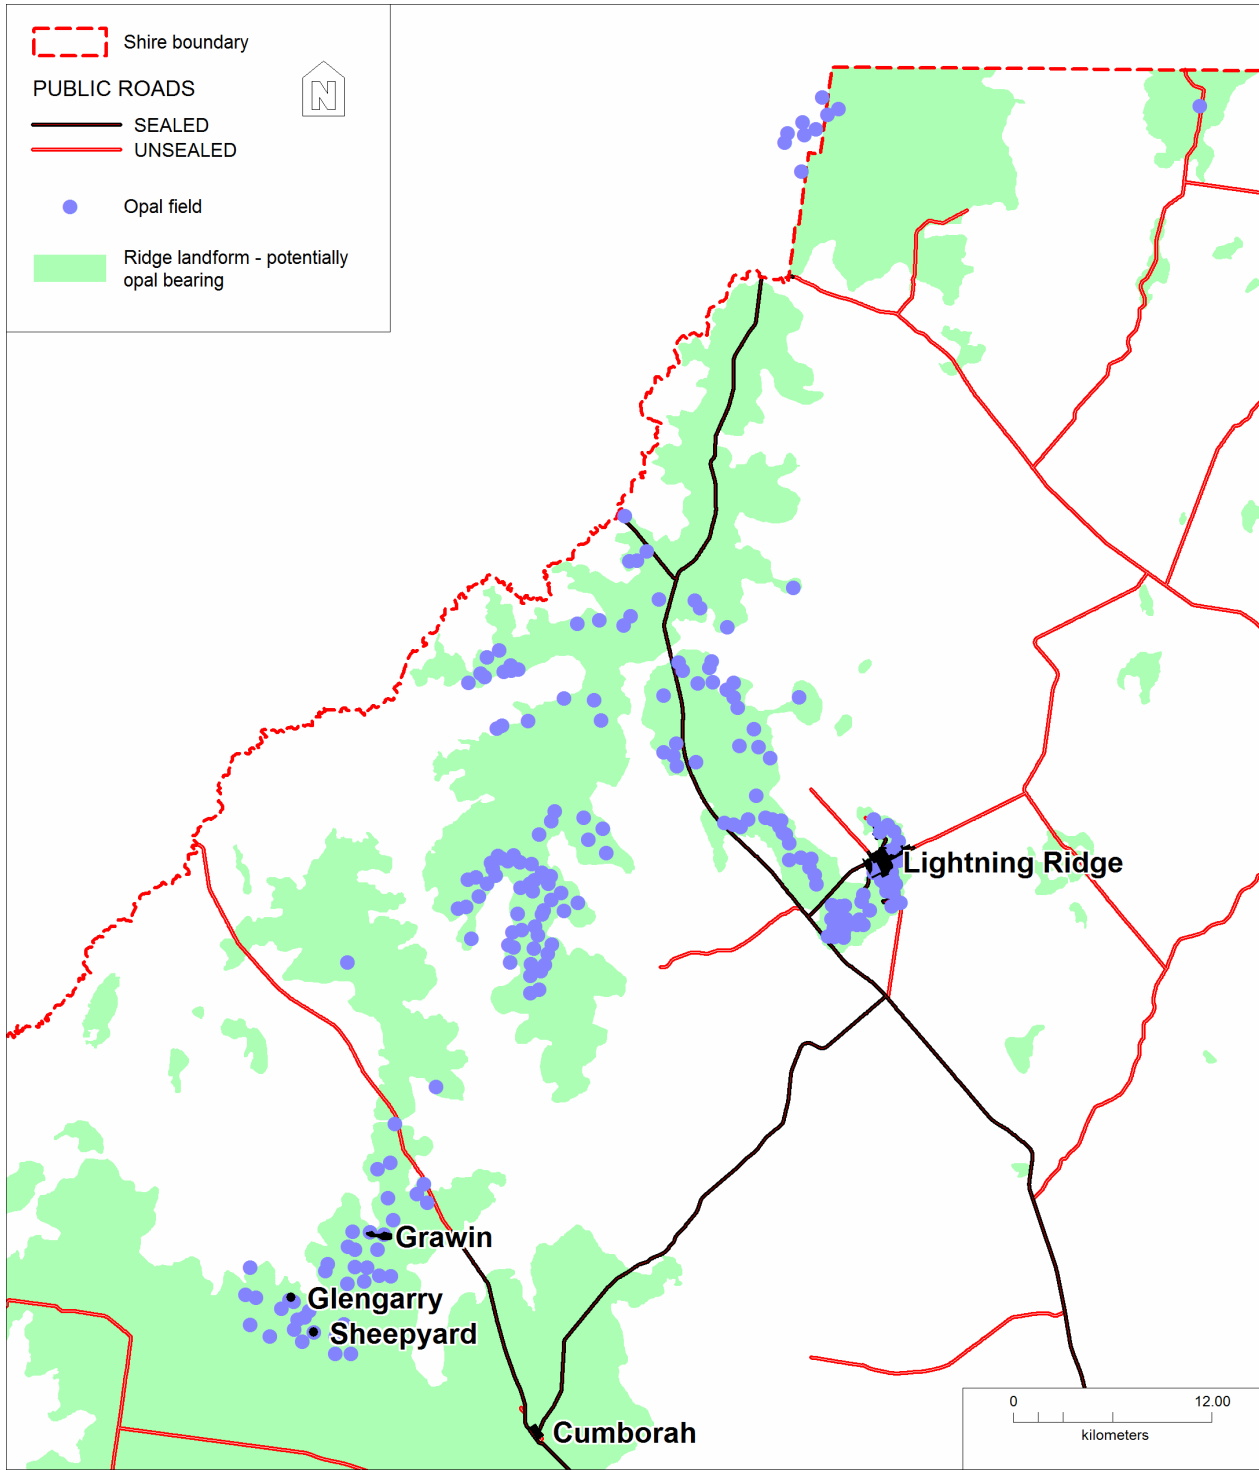 Shire boundary
PUBLIC ROADS
N
SEALED
UNSEALED
Opal field
Ridge landform - potentially
opal bearing
Lightning Ridge
Grawin
Glengarry
Sheepyard
Cumborah
0 12.00
kilometers